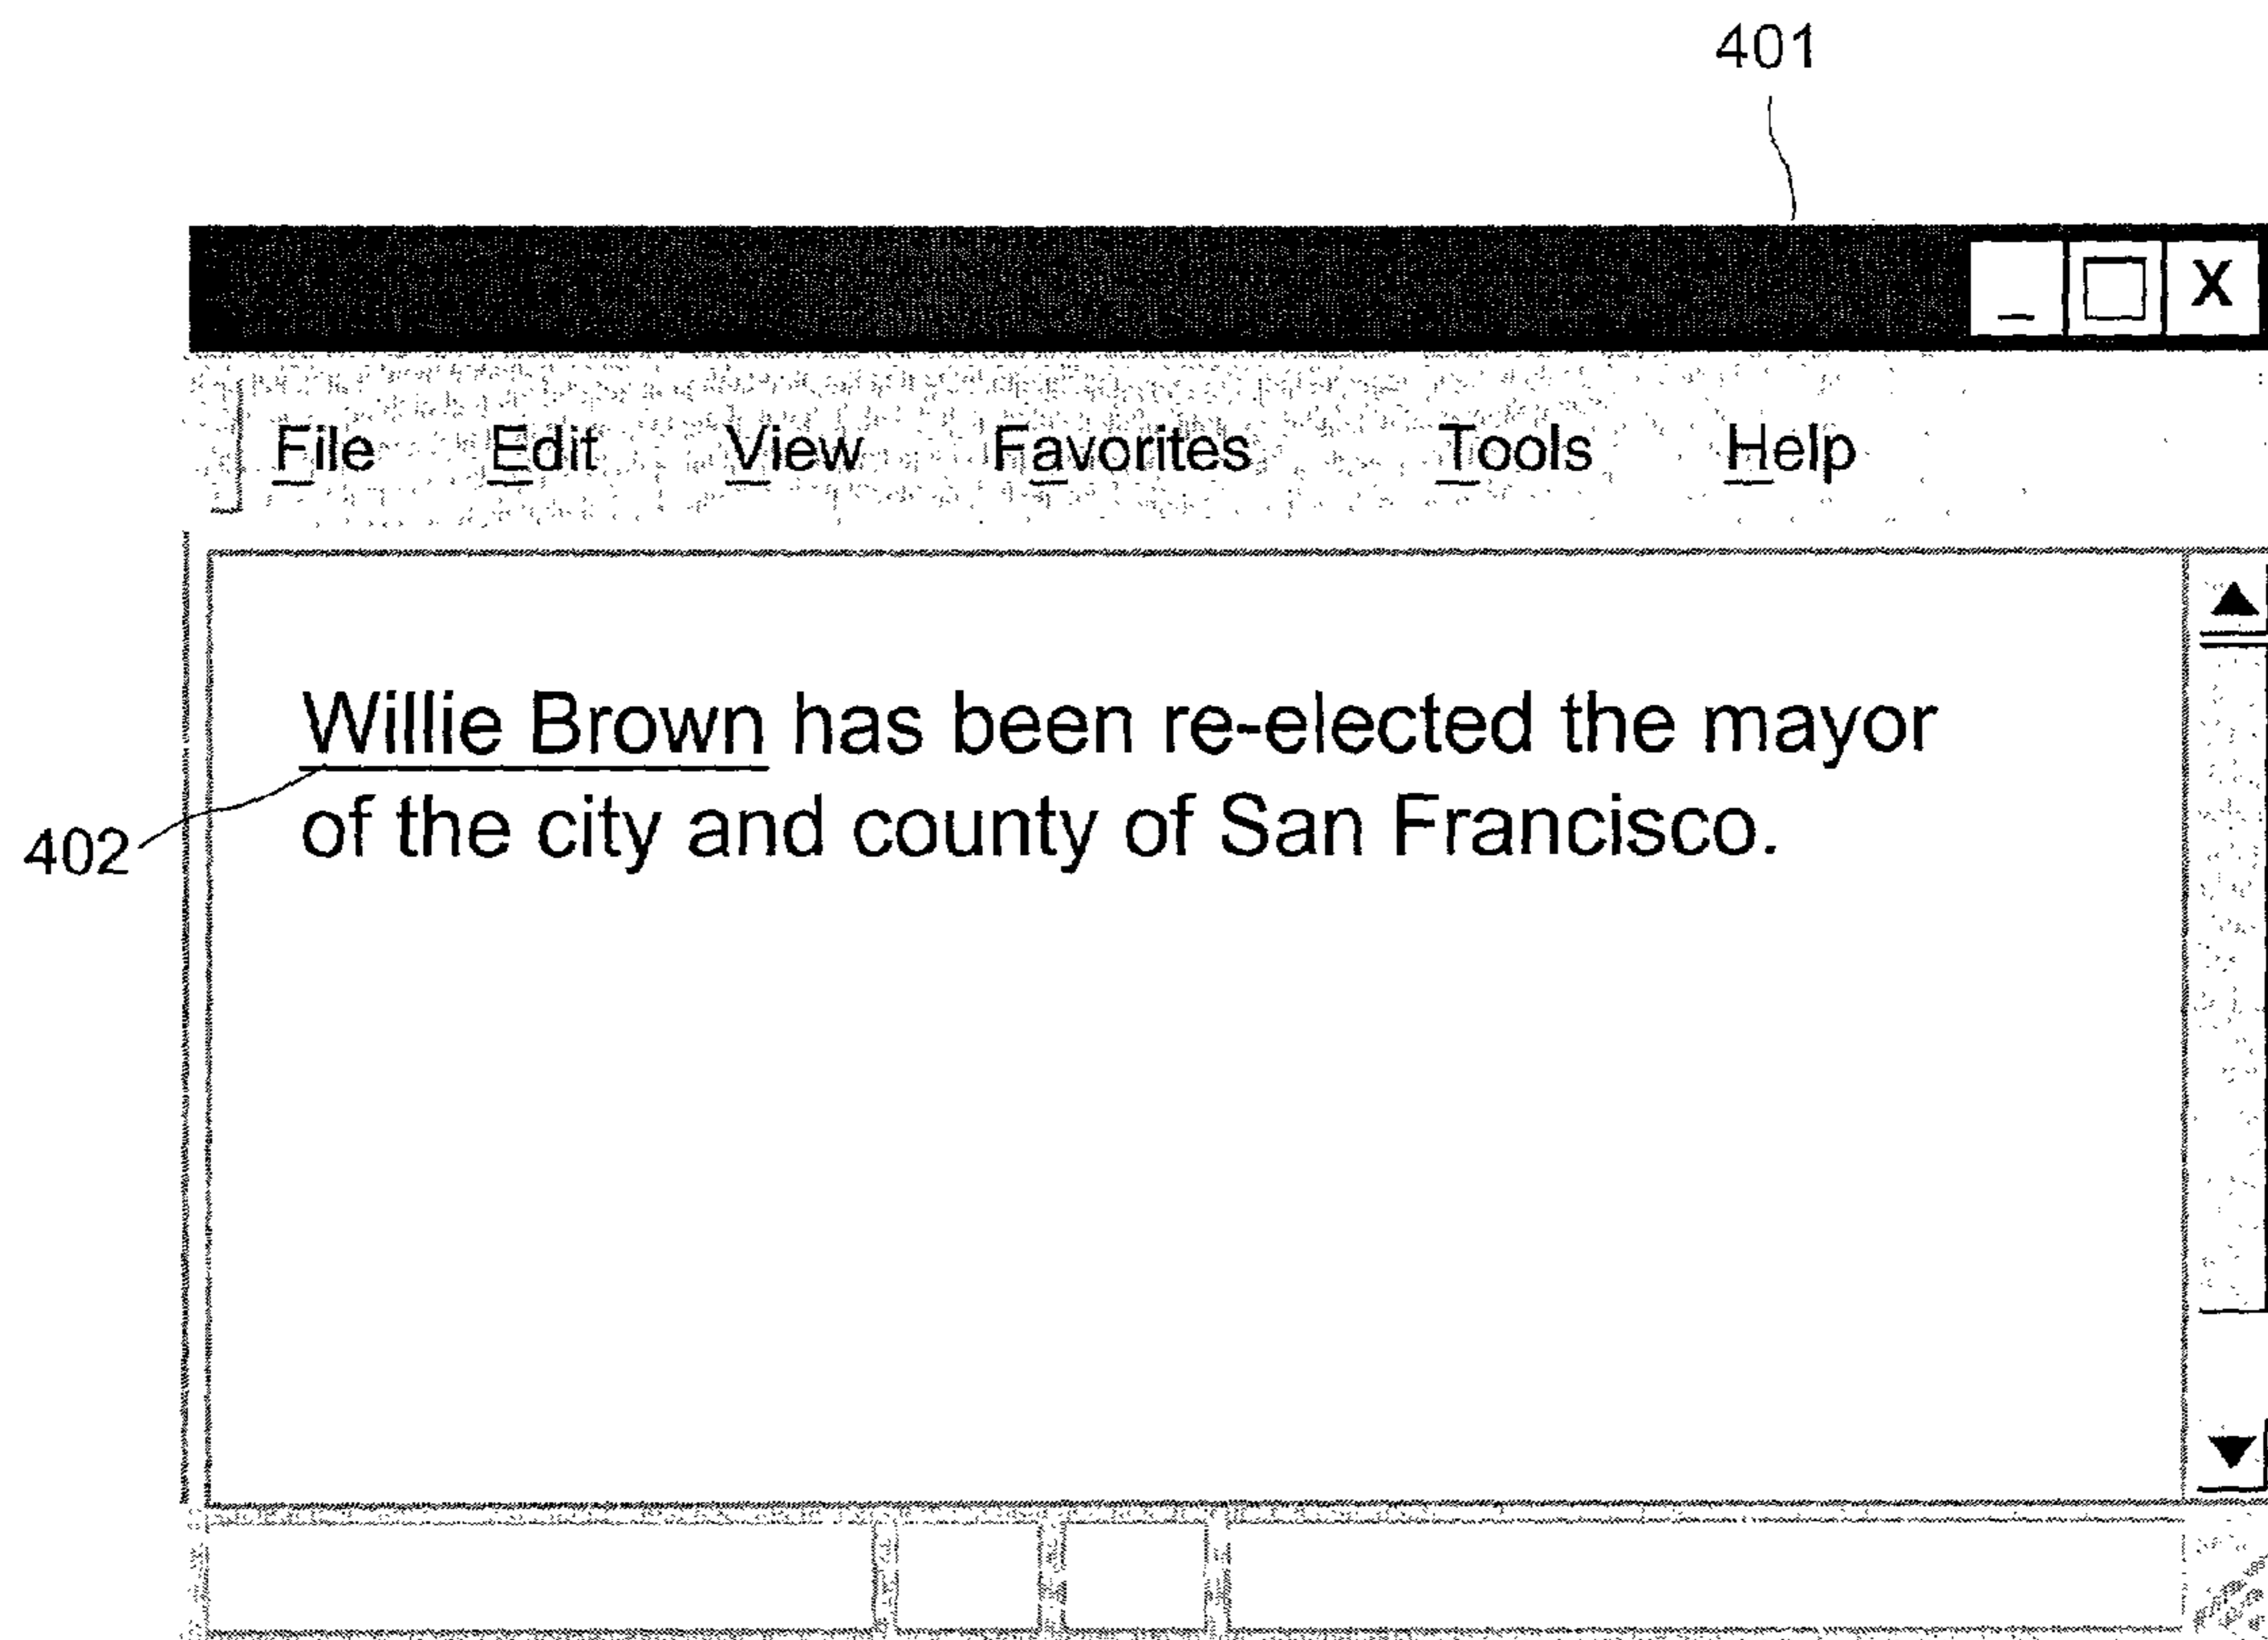 401
X
File Edit View Favorites Tools Help
Willie Brown has been re-elected the mayor
of the city and county of San Francisco.
402